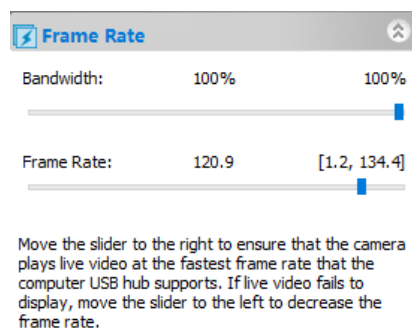 Frame Rate
Bandwidth: 100% 100%
Frame Rate: 120.9 [1.2, 134.4]
Move the slider to the right to ensure that the camera
plays live video at the fastest frame rate that the
computer USB hub supports. If live video fails to
display, move the slider to the left to decrease the
frame rate.